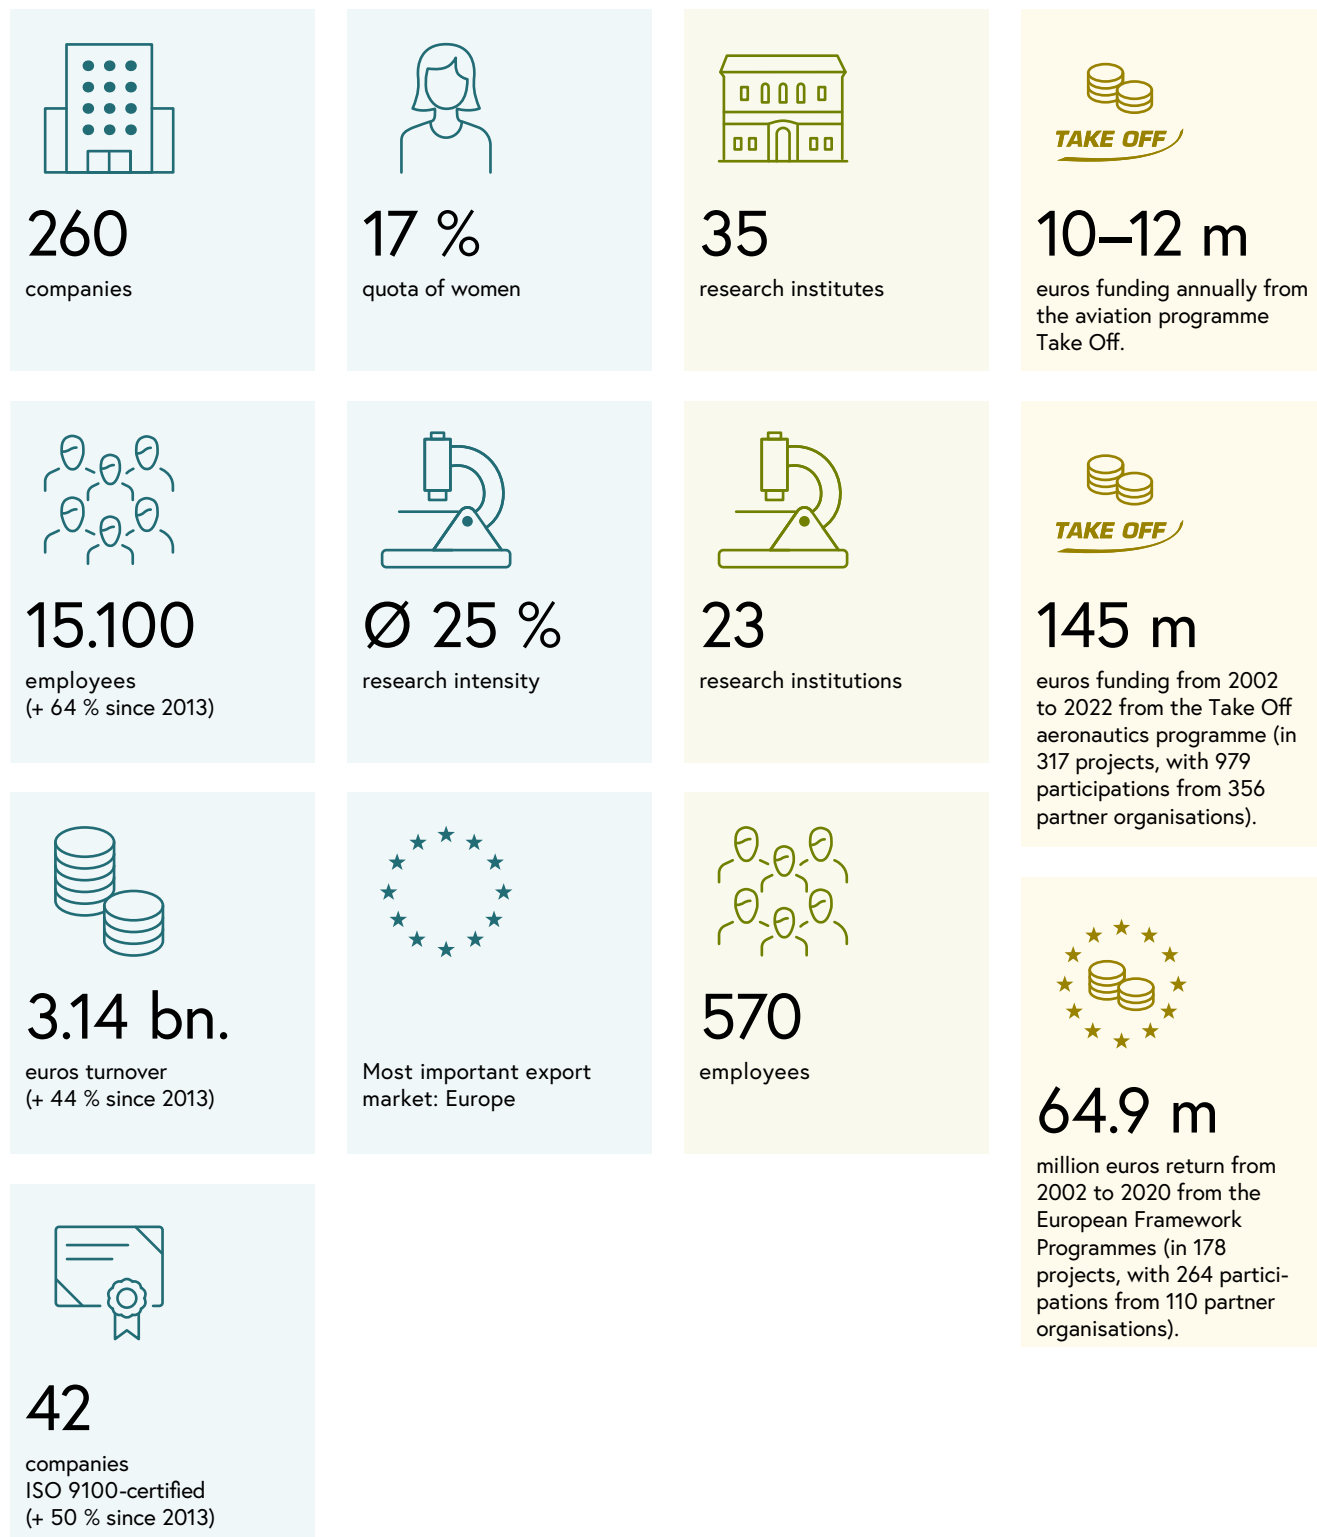 260
companies
17 %
quota of women
35
research institutes
TAKE OFF
10–12 m
euros funding annually from
the aviation programme
Take Off.
15.100
employees
(+ 64 % since 2013)
Ø 25 %
research intensity
23
research institutions
TAKE OFF
145 m
euros funding from 2002
to 2022 from the Take Off
aeronautics programme (in
317 projects, with 979
participations from 356
partner organisations).
3.14 bn.
euros turnover
(+ 44 % since 2013)
Most important export
market: Europe
570
employees
64.9 m
million euros return from
2002 to 2020 from the
European Framework
Programmes (in 178
projects, with 264 partici-
pations from 110 partner
organisations).
42
companies
ISO 9100-certified
(+ 50 % since 2013)